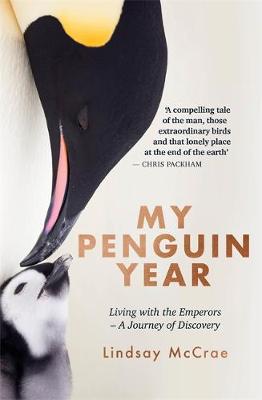 ‘A compelling tale
of the man, those
extraordinary birds
and that lonely place
at the end of the earth’
— CHRIS PACKHAM
MY
PENGUIN
YEAR
Living with the Emperors
– A Journey of Discovery
Lindsay McCrae